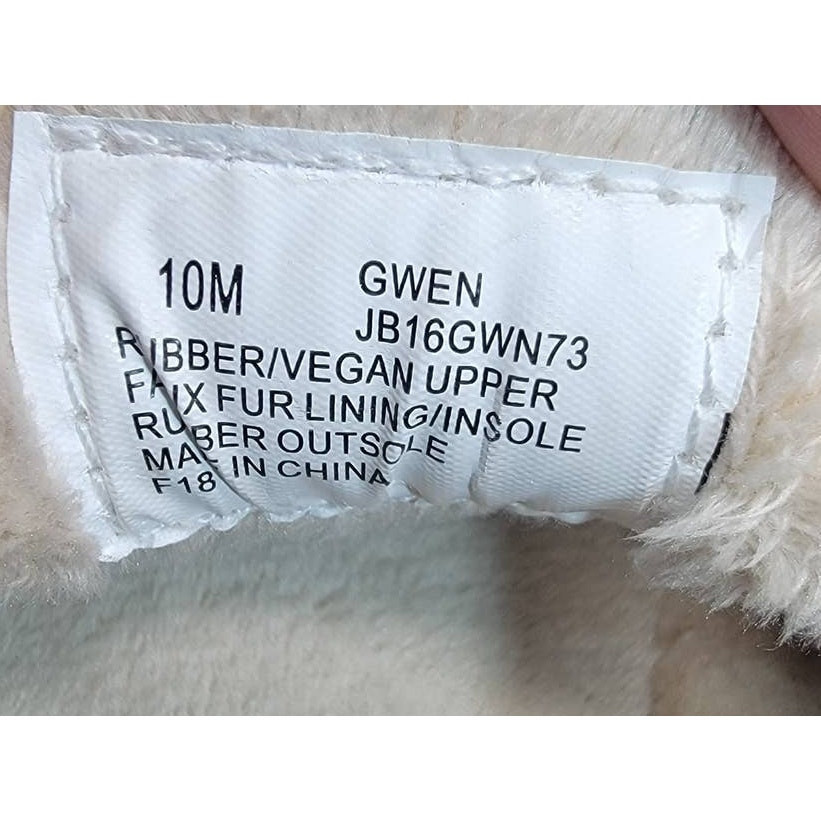 10M GWEN
JB16GWN73
RUBBER/VEGAN UPPER
FAUX FUR LINING/INSOLE
RUBBER OUTSOLE
MADE IN CHINA
F18